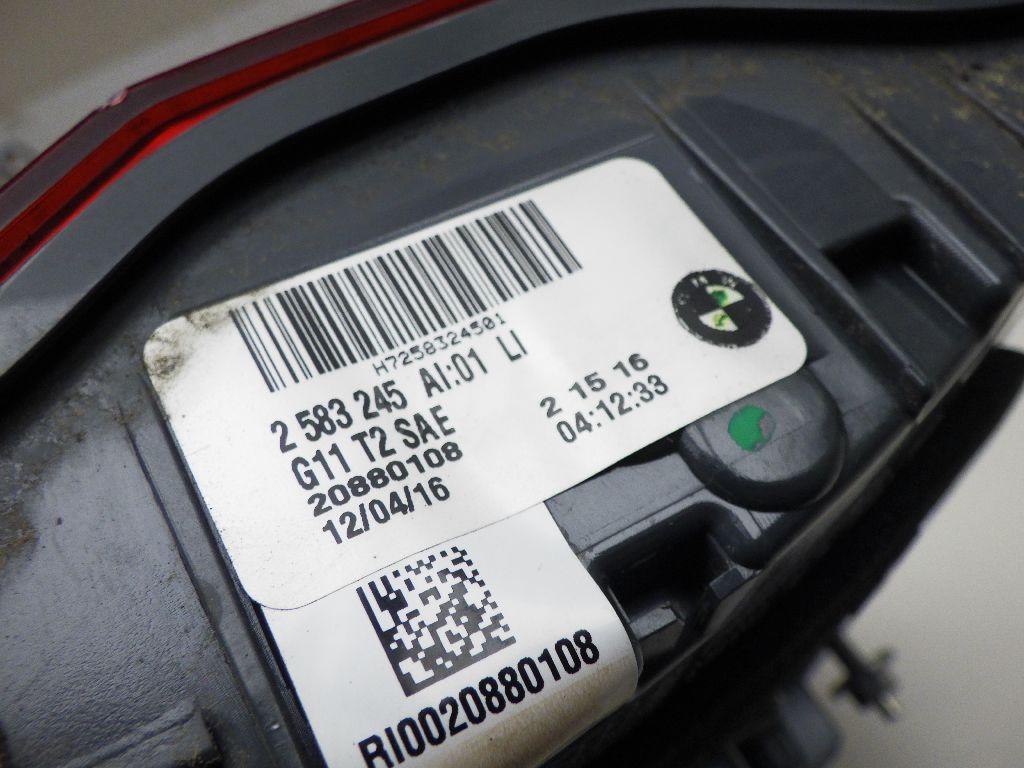 H7258324501
2 583 245 AI:01 LI
G11 T2 SAE
20880108
12/04/16
2 15 16
04:12:33
RI0020880108